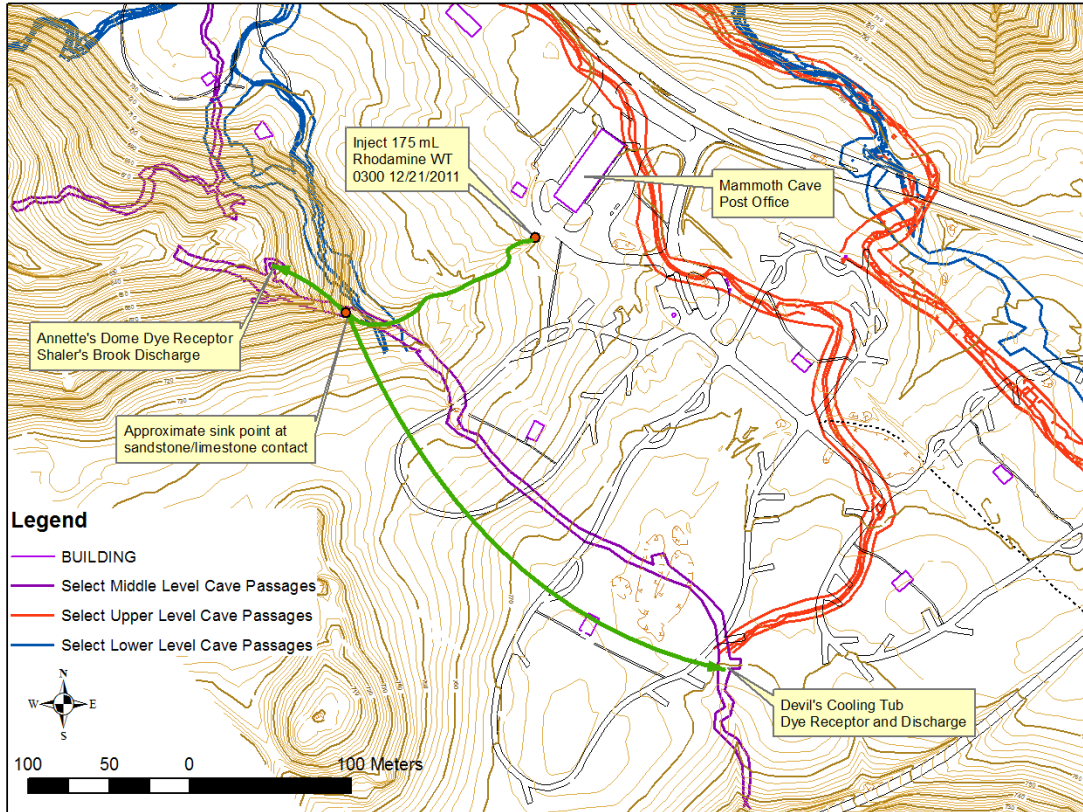 Inject 175 mL
Rhodamine WT
0300 12/21/2011
Mammoth Cave
Post Office
Annette's Dome Dye Receptor
Shaler's Brook Discharge
Approximate sink point at
sandstone/limestone contact
Devil's Cooling Tub
Dye Receptor and Discharge
Legend
BUILDING
Select Middle Level Cave Passages
Select Upper Level Cave Passages
Select Lower Level Cave Passages
N
W E
S
100 50 0 100 Meters